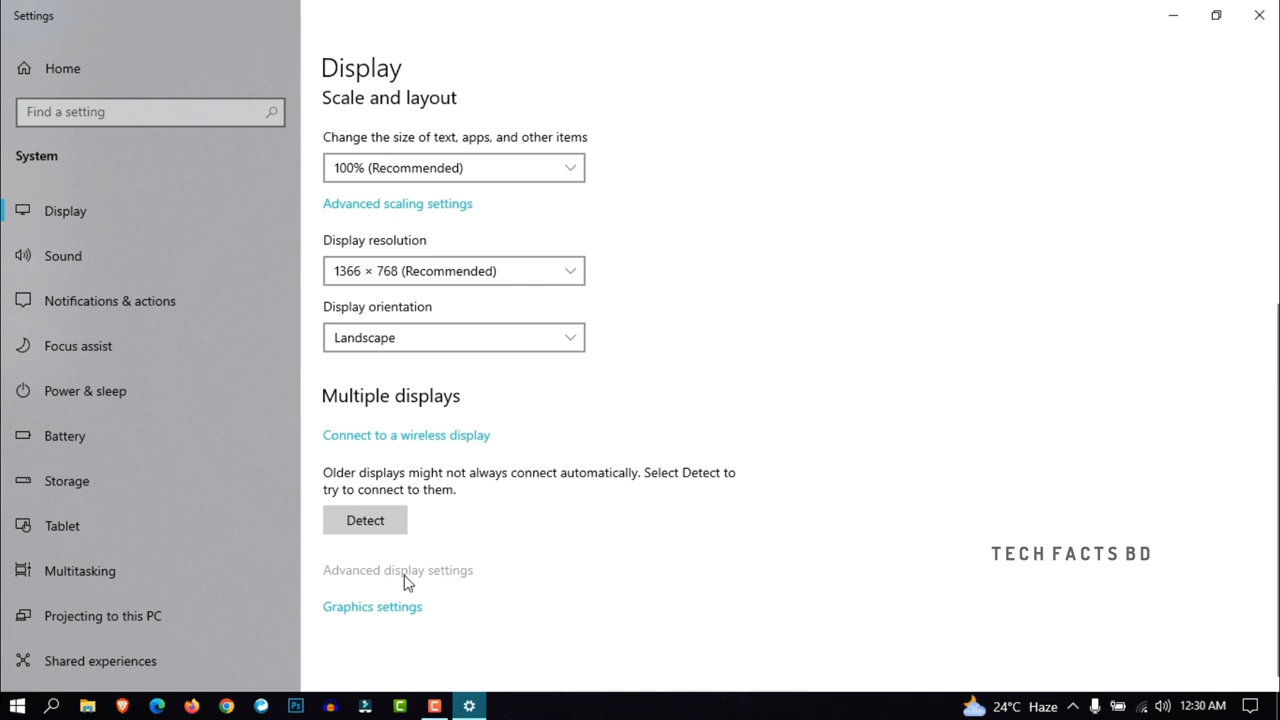 Settings
Home
Find a setting
System
Display
Sound
Notifications & actions
Focus assist
Power & sleep
Battery
Storage
Tablet
Multitasking
Projecting to this PC
Shared experiences
Display
Scale and layout
Change the size of text, apps, and other items
100% (Recommended)
Advanced scaling settings
Display resolution
1366 × 768 (Recommended)
Display orientation
Landscape
Multiple displays
Connect to a wireless display
Older displays might not always connect automatically. Select Detect to
try to connect to them.
Detect
Advanced display settings
Graphics settings
TECH FACTS BD
Ps
C
C
24°C Haze
12:30 AM